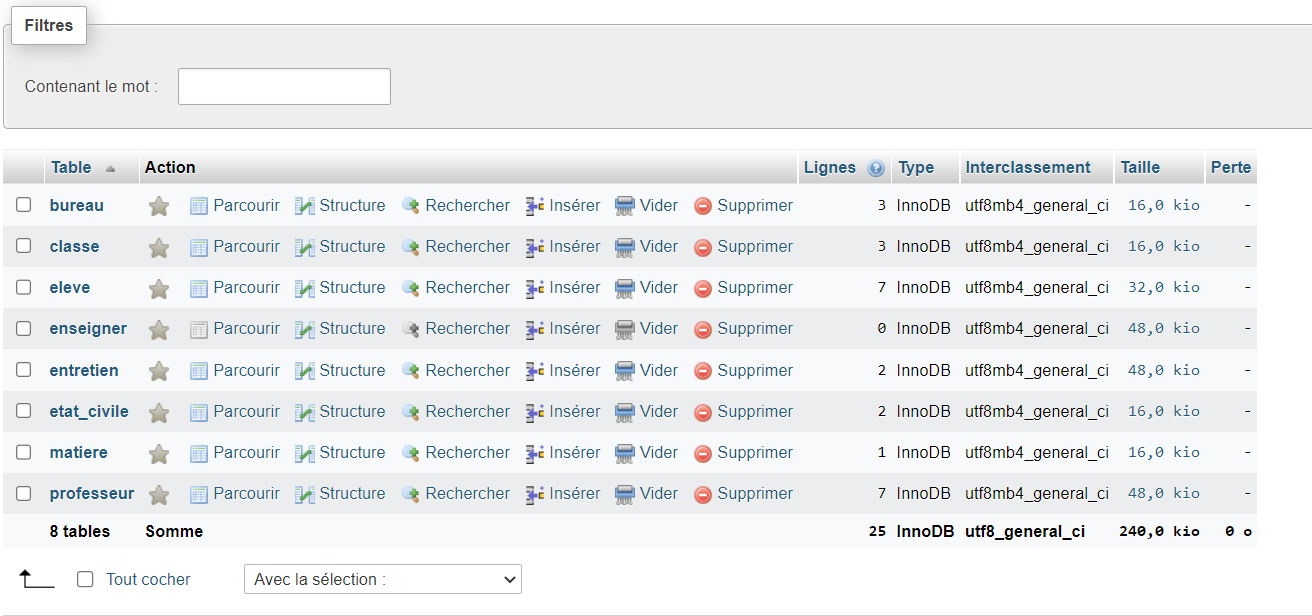 Filtres
Contenant le mot :
Table Action Lignes Type Interclassement Taille Perte
bureau Parcourir Structure Rechercher Insérer Vider Supprimer 3 InnoDB utf8mb4_general_ci 16,0 kio -
classe Parcourir Structure Rechercher Insérer Vider Supprimer 3 InnoDB utf8mb4_general_ci 16,0 kio -
eleve Parcourir Structure Rechercher Insérer Vider Supprimer 7 InnoDB utf8mb4_general_ci 32,0 kio -
enseigner Parcourir Structure Rechercher Insérer Vider Supprimer 0 InnoDB utf8mb4_general_ci 48,0 kio -
entretien Parcourir Structure Rechercher Insérer Vider Supprimer 2 InnoDB utf8mb4_general_ci 48,0 kio -
etat_civile Parcourir Structure Rechercher Insérer Vider Supprimer 2 InnoDB utf8mb4_general_ci 16,0 kio -
matiere Parcourir Structure Rechercher Insérer Vider Supprimer 1 InnoDB utf8mb4_general_ci 16,0 kio -
professeur Parcourir Structure Rechercher Insérer Vider Supprimer 7 InnoDB utf8mb4_general_ci 48,0 kio -
8 tables Somme 25 InnoDB utf8_general_ci 240,0 kio 0 o
Tout cocher Avec la sélection :